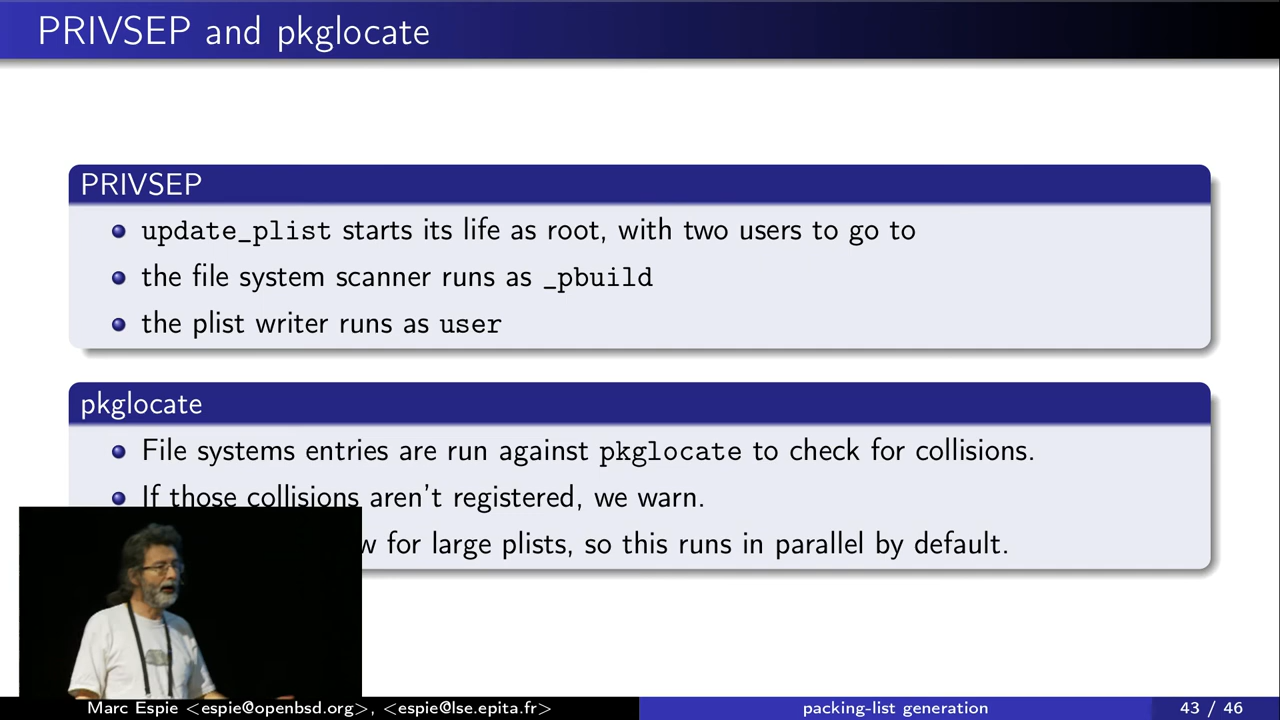 PRIVSEP and pkglocate
PRIVSEP
update_plist starts its life as root, with two users to go to
the file system scanner runs as _pbuild
the plist writer runs as user
pkglocate
File systems entries are run against pkglocate to check for collisions.
If those collisions aren't registered, we warn.
for large plists, so this runs in parallel by default.
Marc Espie <espie@openbsd.org>, <espie@lse.epita.fr>
packing-list generation
43 / 46